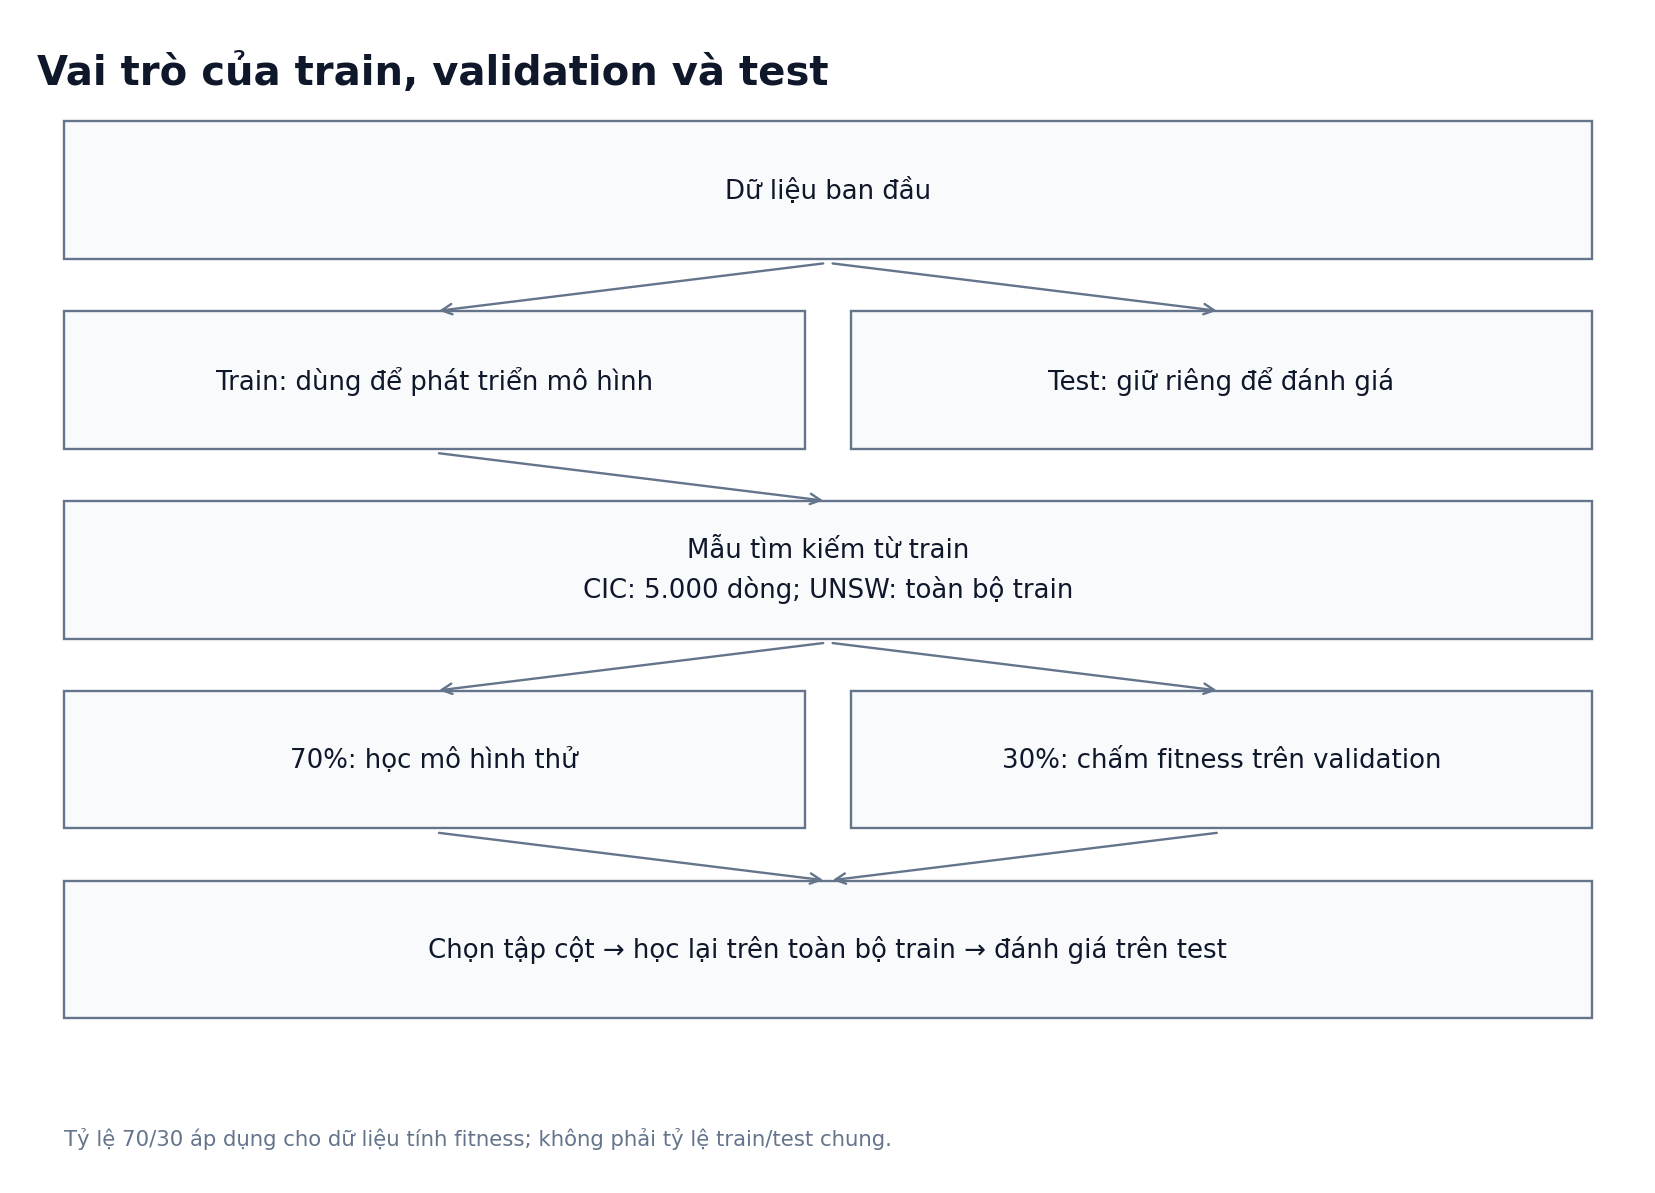 Vai trò của train, validation và test
Dữ liệu ban đầu
Train: dùng để phát triển mô hình
Test: giữ riêng để đánh giá
Mẫu tìm kiếm từ train
CIC: 5.000 dòng; UNSW: toàn bộ train
70%: học mô hình thử
30%: chấm fitness trên validation
Chọn tập cột → học lại trên toàn bộ train → đánh giá trên test
Tỷ lệ 70/30 áp dụng cho dữ liệu tính fitness; không phải tỷ lệ train/test chung.